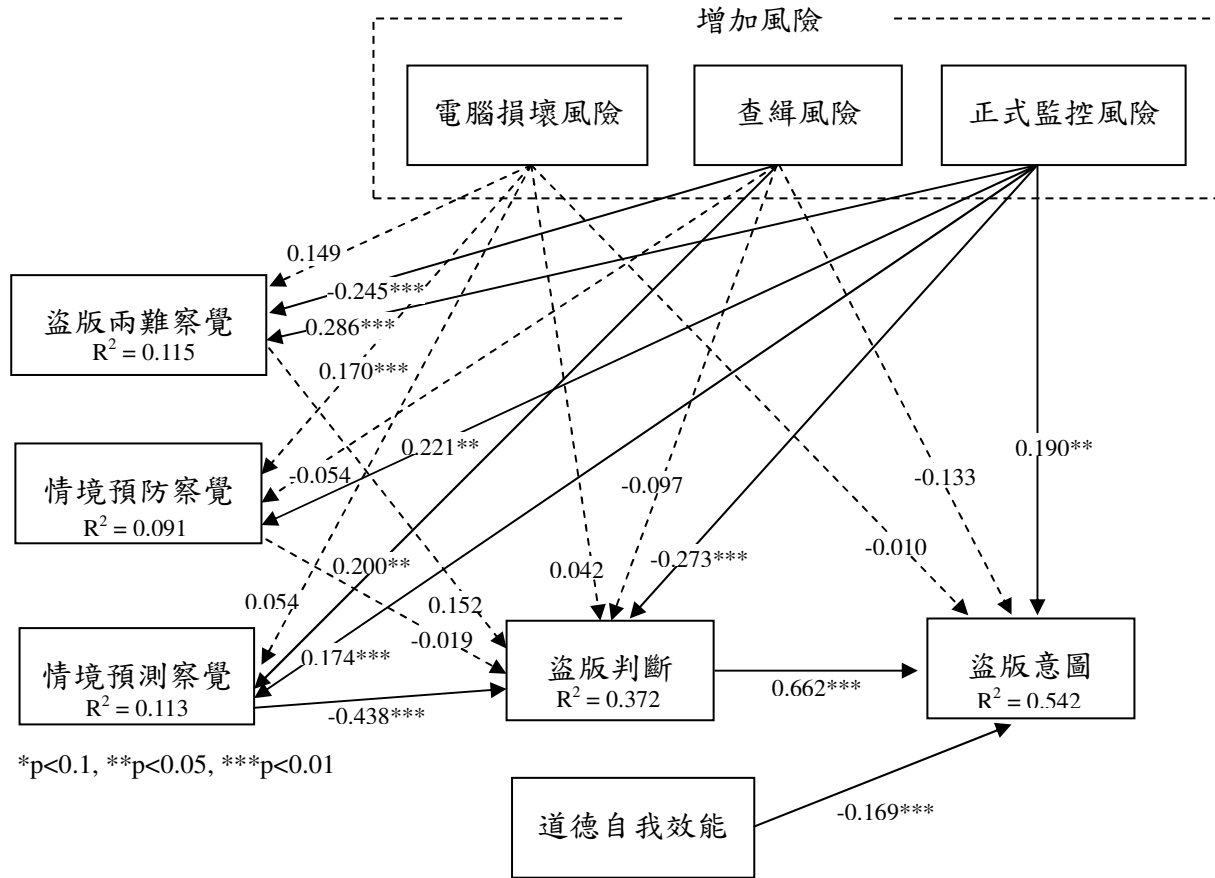 增加風險
電腦損壞風險
查緝風險
正式監控風險
0.149
-0.245***
盜版兩難察覺
R² = 0.115
0.286***
0.170***
0.221**
0.190**
情境預防察覺
R² = 0.091
-0.054
-0.097
-0.133
0.200**
0.042
-0.273***
-0.010
0.054
0.152
-0.019
情境預測察覺
R² = 0.113
0.174***
盜版判斷
R² = 0.372
0.662***
盜版意圖
R² = 0.542
-0.438***
*p<0.1, **p<0.05, ***p<0.01
道德自我效能
-0.169***